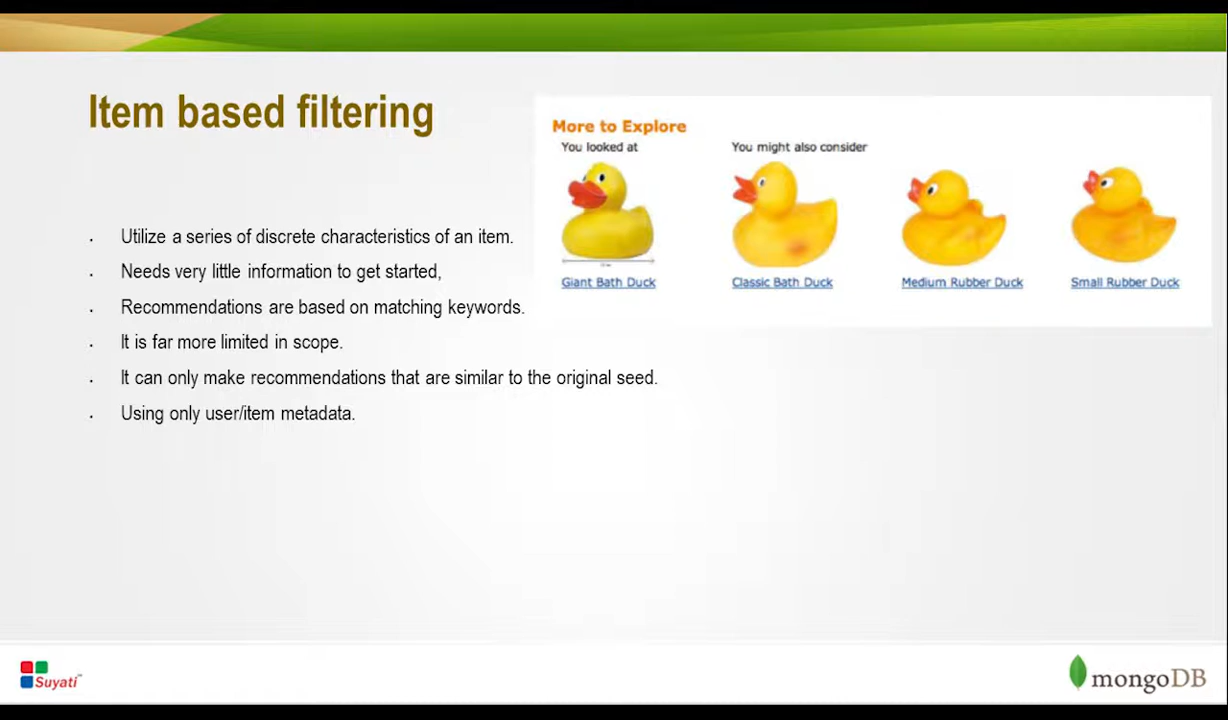 Item based filtering
More to Explore
You looked at
You might also consider
Giant Bath Duck
Classic Bath Duck
Medium Rubber Duck
Small Rubber Duck
. Utilize a series of discrete characteristics of an item.
. Needs very little information to get started,
. Recommendations are based on matching keywords.
. It is far more limited in scope.
. It can only make recommendations that are similar to the original seed.
. Using only user/item metadata.
Suyati
mongoDB